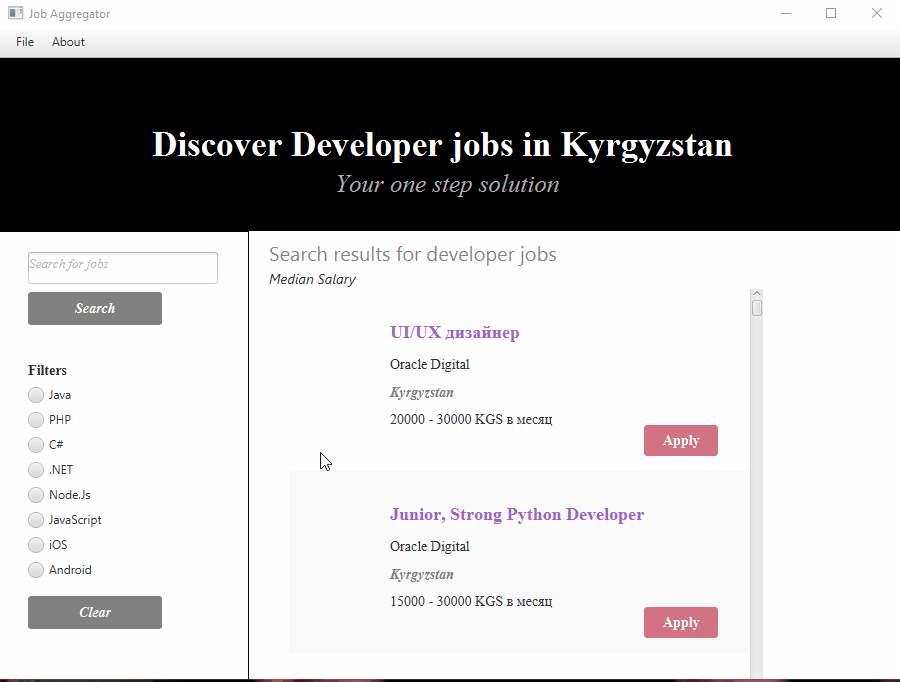 Job Aggregator
File About
Discover Developer jobs in Kyrgyzstan
Your one step solution
Search for jobs
Search
Filters
Java
PHP
C#
.NET
Node.Js
JavaScript
iOS
Android
Clear
Search results for developer jobs
Median Salary
UI/UX дизайнер
Oracle Digital
Kyrgyzstan
20000 - 30000 KGS в месяц
Apply
Junior, Strong Python Developer
Oracle Digital
Kyrgyzstan
15000 - 30000 KGS в месяц
Apply